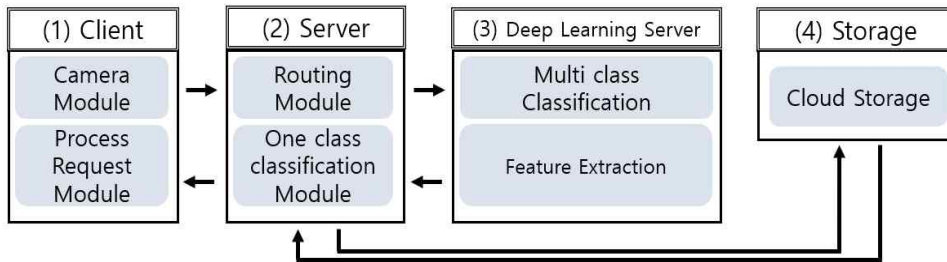 (1) Client
Camera
Module
Process
Request
Module
(2) Server
Routing
Module
One class
classification
Module
(3) Deep Learning Server
Multi class
Classification
Feature Extraction
(4) Storage
Cloud Storage